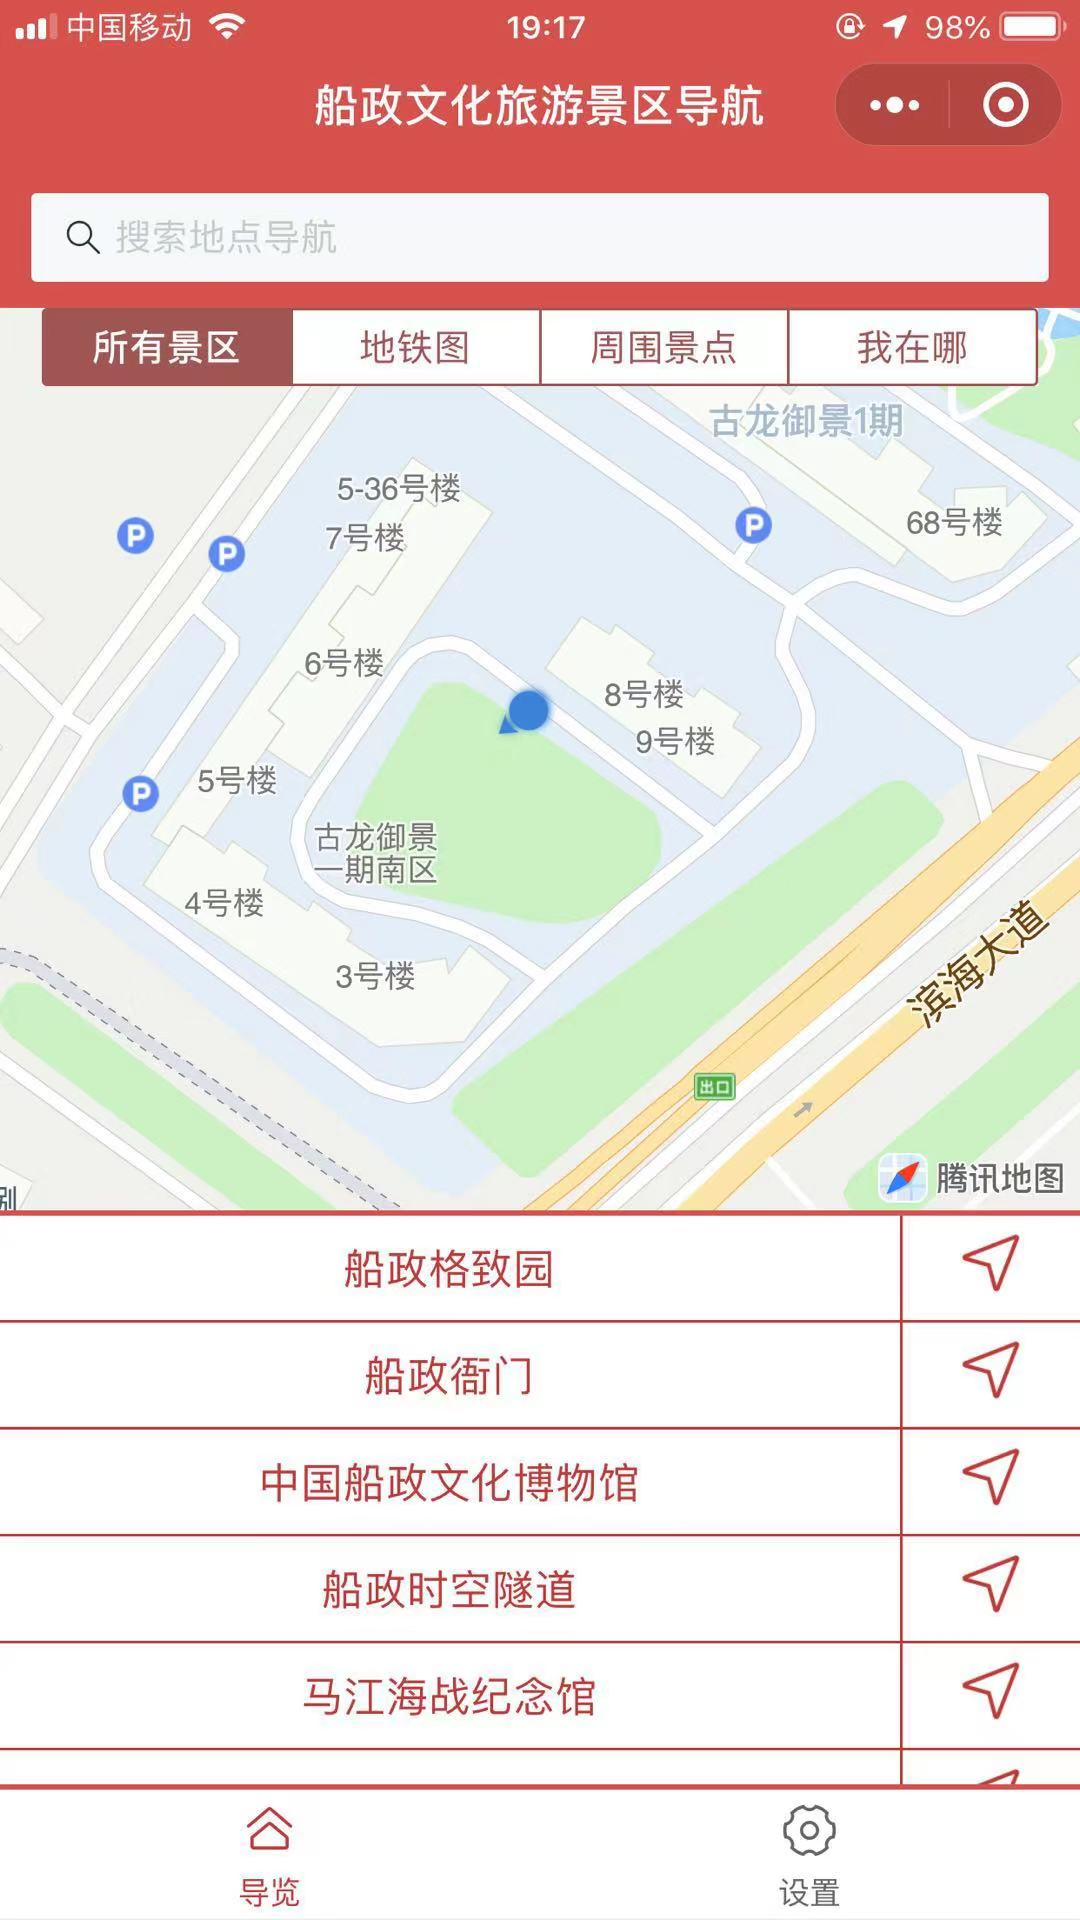 中国移动
19:17
98%
船政文化旅游景区导航
搜索地点导航
所有景区
地铁图
周围景点
我在哪
古龙御景1期
5-36号楼
68号楼
7号楼
6号楼
8号楼
9号楼
5号楼
古龙御景
一期南区
4号楼
滨海大道
3号楼
出口
腾讯地图
别
船政格致园
船政衙门
中国船政文化博物馆
船政时空隧道
马江海战纪念馆
导览
设置